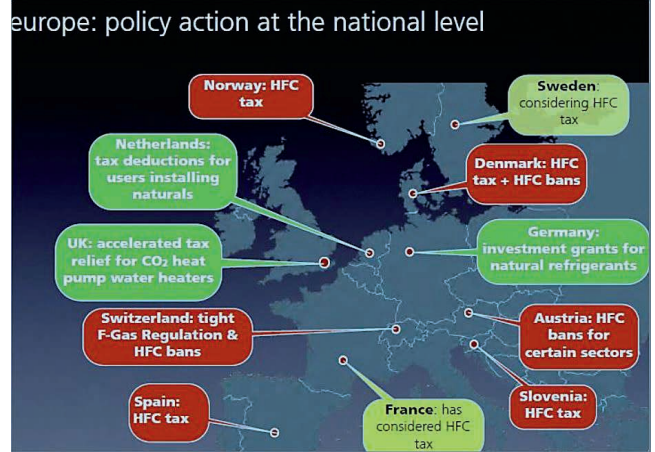 europe: policy action at the national level
Norway: HFC
tax
Sweden:
considering HFC
tax
Netherlands:
tax deductions for
users installing
naturals
Denmark: HFC
tax + HFC bans
UK: accelerated tax
relief for CO₂ heat
pump water heaters
Germany:
investment grants for
natural refrigerants
Switzerland: tight
F-Gas Regulation &
HFC bans
Austria: HFC
bans for
certain sectors
Spain:
HFC tax
France: has
considered HFC
tax
Slovenia:
HFC tax